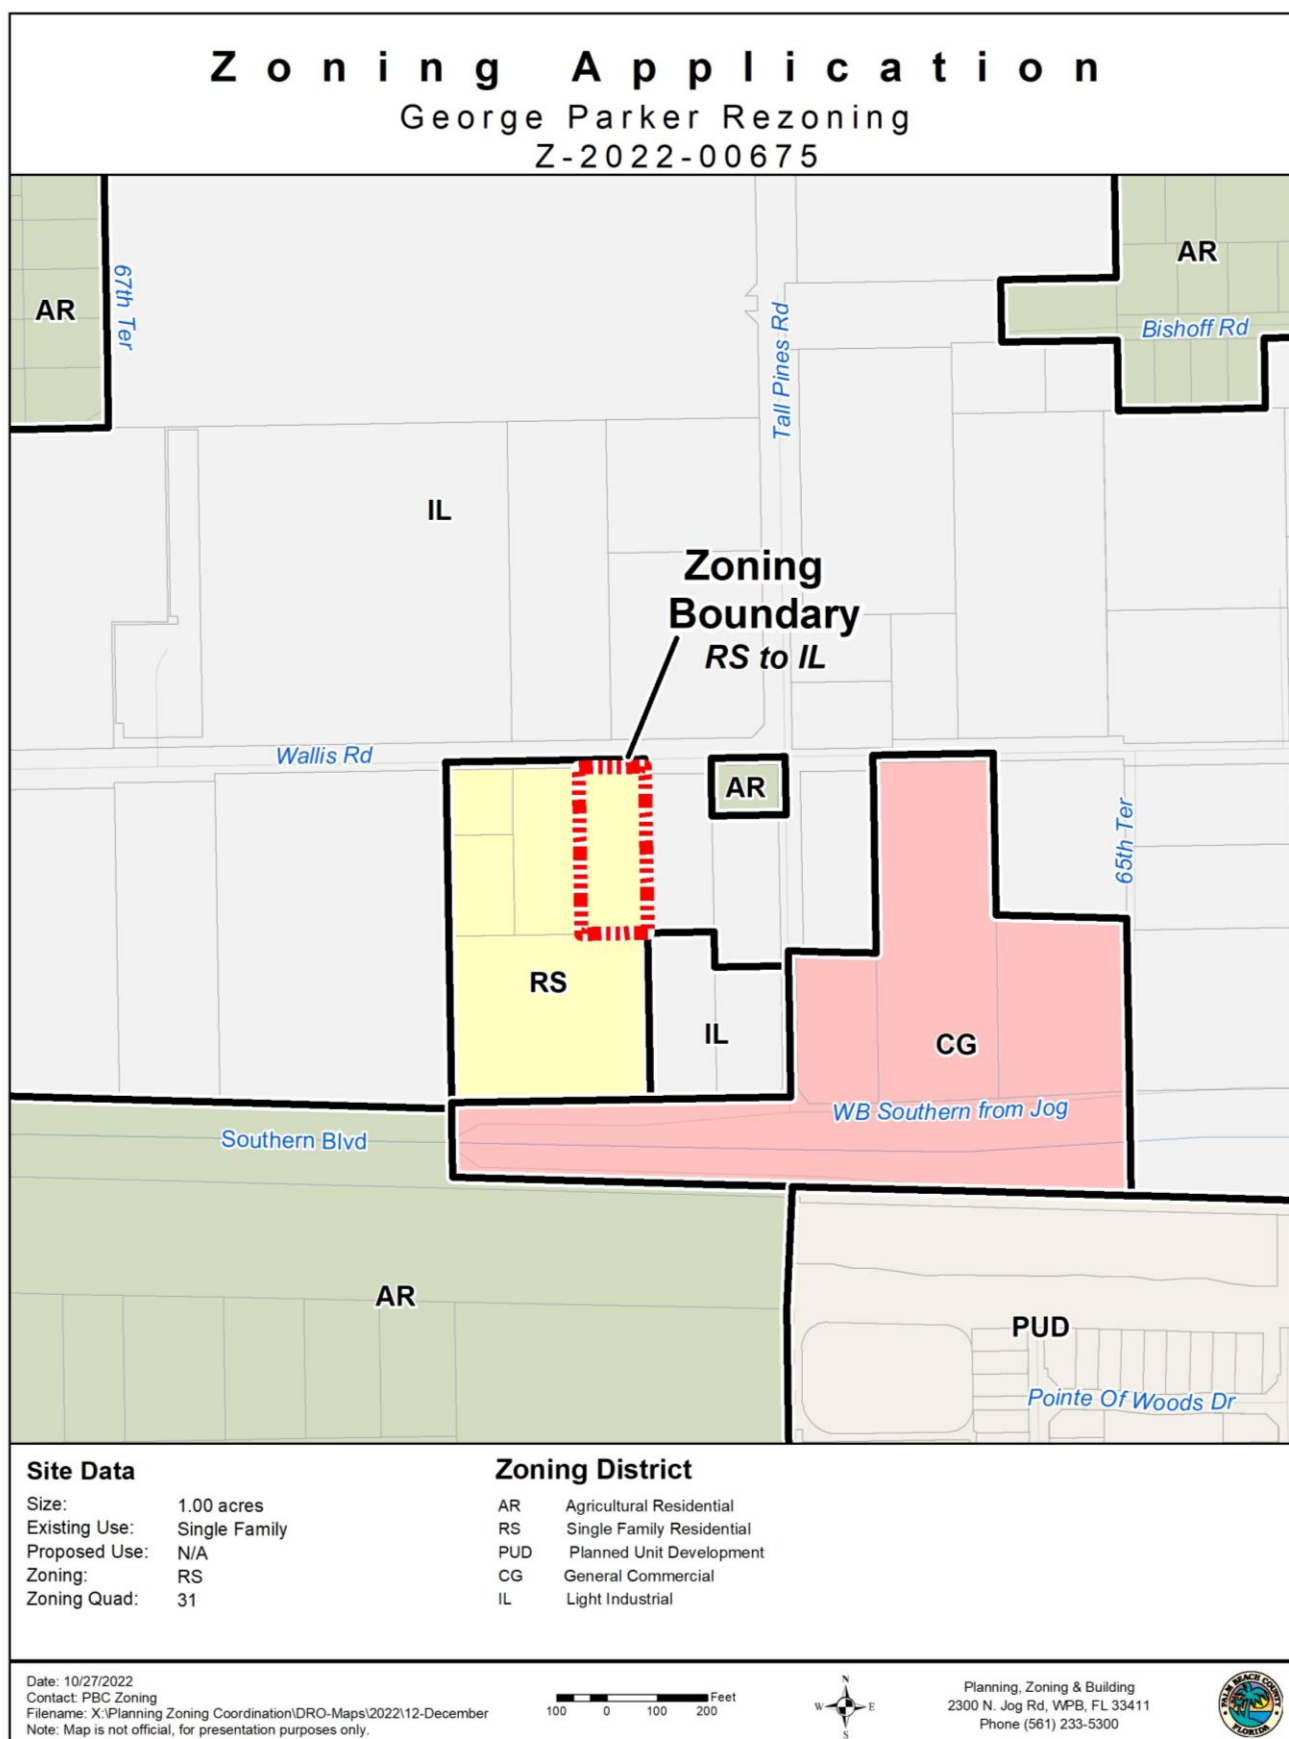 Zoning Application
George Parker Rezoning
Z-2022-00675
AR
67th Ter
AR
Bishoff Rd
Tall Pines Rd
IL
Zoning
Boundary
RS to IL
Wallis Rd
AR
65th Ter
RS
IL
CG
WB Southern from Jog
Southern Blvd
AR
PUD
Pointe Of Woods Dr
Site Data
Size: 1.00 acres
Existing Use: Single Family
Proposed Use: N/A
Zoning: RS
Zoning Quad: 31
Zoning District
AR Agricultural Residential
RS Single Family Residential
PUD Planned Unit Development
CG General Commercial
IL Light Industrial
Date: 10/27/2022
Contact: PBC Zoning
Filename: X:\Planning Zoning Coordination\DRO-Maps\2022\12-December
Note: Map is not official, for presentation purposes only.
Feet
100 0 100 200
N
W E
S
Planning, Zoning & Building
2300 N. Jog Rd, WPB, FL 33411
Phone (561) 233-5300
PALM BEACH COUNTY
FLORIDA